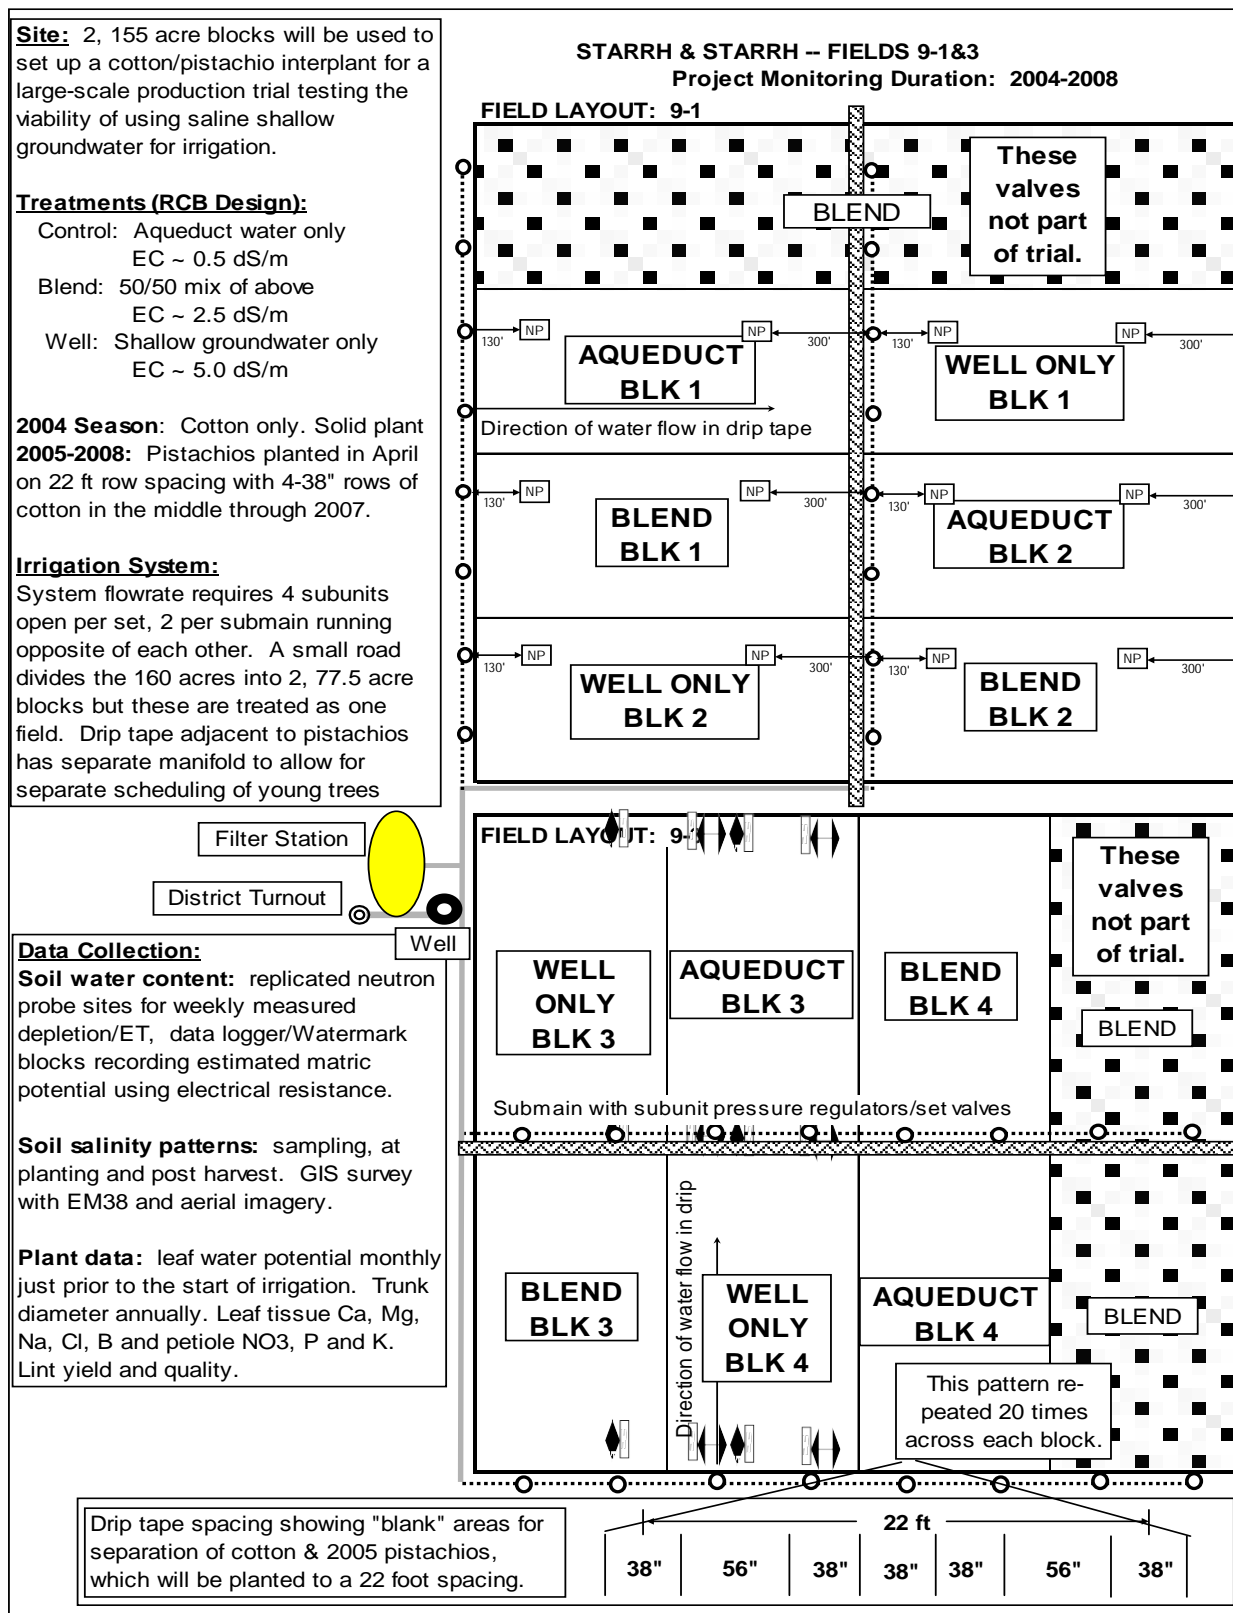 Site: 2, 155 acre blocks will be used to
set up a cotton/pistachio interplant for a
large-scale production trial testing the
viability of using saline shallow
groundwater for irrigation.
Treatments (RCB Design):
Control: Aqueduct water only
EC ~ 0.5 dS/m
Blend: 50/50 mix of above
EC ~ 2.5 dS/m
Well: Shallow groundwater only
EC ~ 5.0 dS/m
2004 Season: Cotton only. Solid plant
2005-2008: Pistachios planted in April
on 22 ft row spacing with 4-38" rows of
cotton in the middle through 2007.
Irrigation System:
System flowrate requires 4 subunits
open per set, 2 per submain running
opposite of each other. A small road
divides the 160 acres into 2, 77.5 acre
blocks but these are treated as one
field. Drip tape adjacent to pistachios
has separate manifold to allow for
separate scheduling of young trees
STARRH & STARRH -- FIELDS 9-1&3
Project Monitoring Duration: 2004-2008
FIELD LAYOUT: 9-1
These
valves
not part
of trial.
BLEND
NP
NP
NP
130'
300'
130'
300'
AQUEDUCT
BLK 1
WELL ONLY
BLK 1
Direction of water flow in drip tape
NP
NP
NP
NP
130'
300'
130'
300'
BLEND
BLK 1
AQUEDUCT
BLK 2
NP
NP
NP
NP
130'
300'
130'
300'
WELL ONLY
BLK 2
BLEND
BLK 2
NP
Filter Station
District Turnout
Well
FIELD LAYOUT: 9-
These
valves
not part
of trial.
WELL
ONLY
BLK 3
AQUEDUCT
BLK 3
BLEND
BLK 4
BLEND
Submain with subunit pressure regulators/set valves
Direction of water flow in drip
BLEND
BLK 3
WELL
ONLY
BLK 4
AQUEDUCT
BLK 4
BLEND
This pattern re-
peated 20 times
across each block.
Data Collection:
Soil water content: replicated neutron
probe sites for weekly measured
depletion/ET, data logger/Watermark
blocks recording estimated matric
potential using electrical resistance.
Soil salinity patterns: sampling, at
planting and post harvest. GIS survey
with EM38 and aerial imagery.
Plant data: leaf water potential monthly
just prior to the start of irrigation. Trunk
diameter annually. Leaf tissue Ca, Mg,
Na, Cl, B and petiole NO3, P and K.
Lint yield and quality.
Drip tape spacing showing "blank" areas for
separation of cotton & 2005 pistachios,
which will be planted to a 22 foot spacing.
22 ft
38"
56"
38"
38"
38"
56"
38"